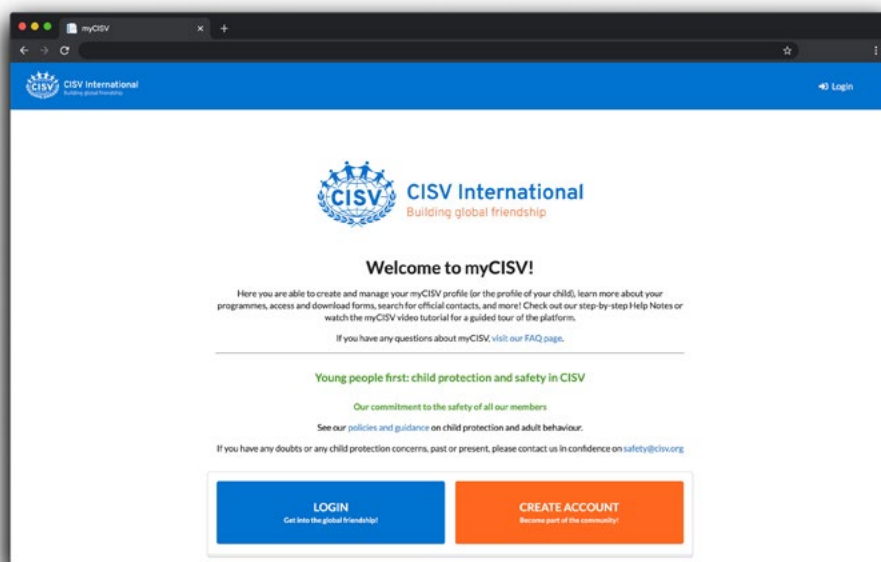 myCISV
CISV
CISV International
Building global friendship
Login
CISV
CISV International
Building global friendship
Welcome to myCISV!
Here you are able to create and manage your myCISV profile (or the profile of your child), learn more about your
programmes, access and download forms, search for official contacts, and more! Check out our step-by-step Help Notes or
watch the myCISV video tutorial for a guided tour of the platform.
If you have any questions about myCISV, visit our FAQ page.
Young people first: child protection and safety in CISV
Our commitment to the safety of all our members
See our policies and guidance on child protection and adult behaviour.
If you have any doubts or any child protection concerns, past or present, please contact us in confidence on safety@cisv.org
LOGIN
Get into the global friendship!
CREATE ACCOUNT
Become part of the community!